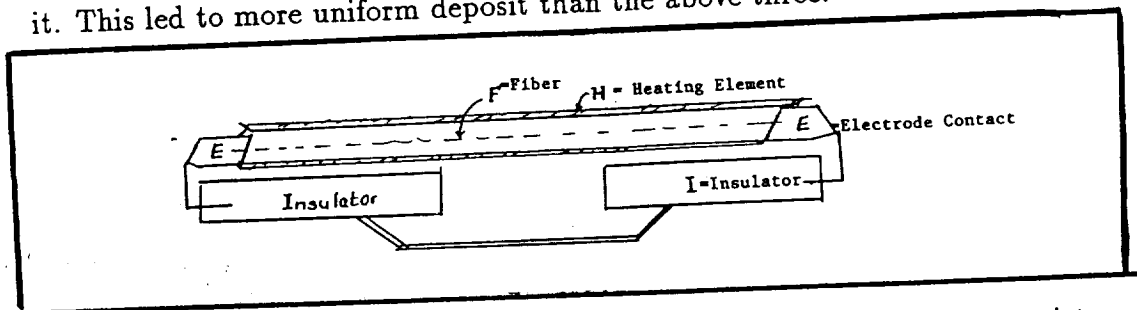 it. This led to more uniform deposit than the above three.
F=Fiber
H = Heating Element
E
E
=Electrode Contact
Insulator
I=Insulator